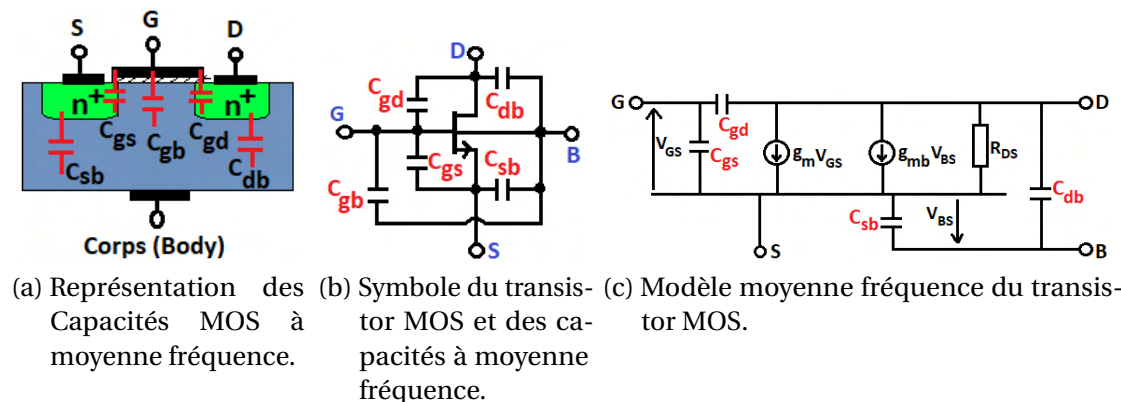 S G D
n+ n+
Cgs Cgb Cgd
Csb Cdb
Corps (Body)
(a) Représentation des
Capacités MOS à
moyenne fréquence.
D
Cgd Cdb
G B
Cgs Csb
Cgb
S
(b) Symbole du transis-
tor MOS et des ca-
pacités à moyenne
fréquence.
G D
Cgd
VGS Cgs gmVGS gmb VBS RDS
Csb VBS Cdb
S B
(c) Modèle moyenne fréquence du transis-
tor MOS.